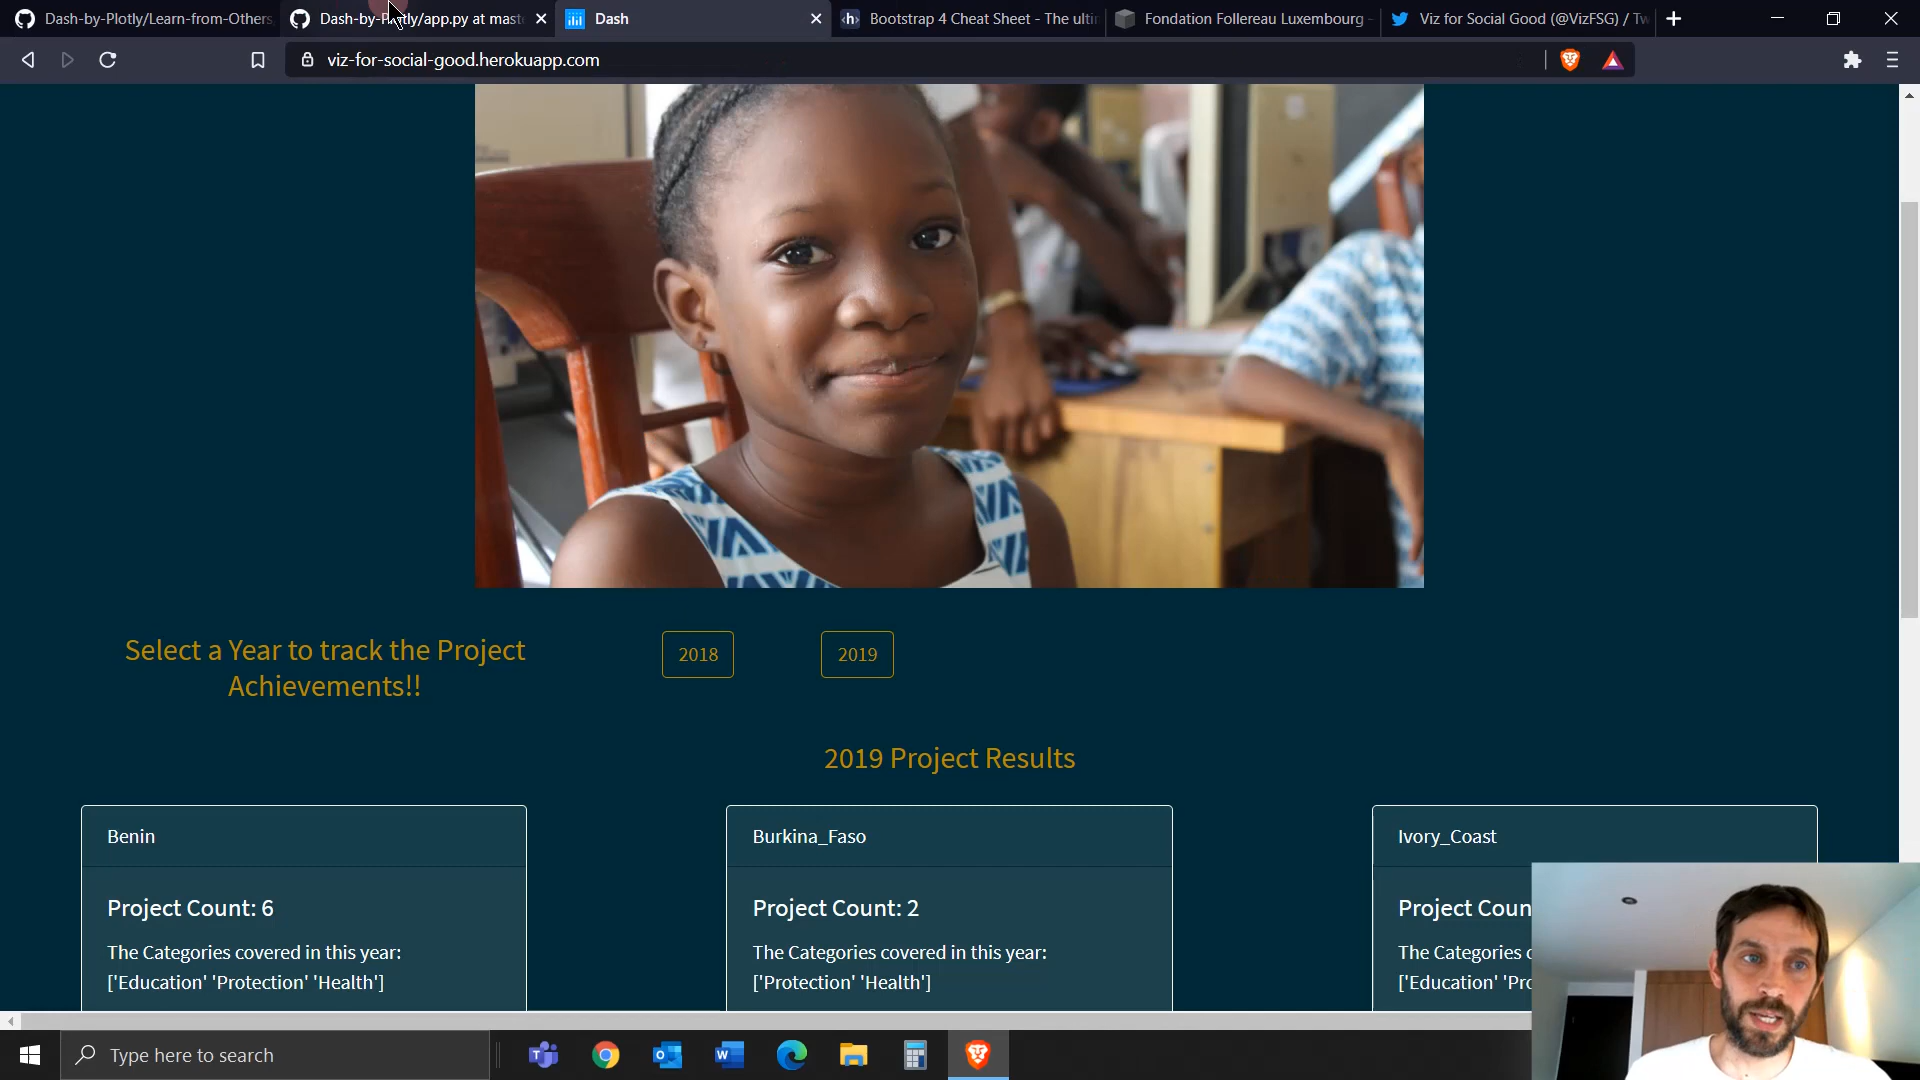 Dash-by-Plotly/Learn-from-Others
Dash-by-Plotly/app.py at mast
Dash
Bootstrap 4 Cheat Sheet - The ulti
Fondation Follereau Luxembourg -
Viz for Social Good (@VizFSG) / Tw
viz-for-social-good.herokuapp.com
Select a Year to track the Project
Achievements!!
2018
2019
2019 Project Results
Benin
Project Count: 6
The Categories covered in this year:
['Education' 'Protection' 'Health']
Burkina_Faso
Project Count: 2
The Categories covered in this year:
['Protection' 'Health']
Ivory_Coast
Project Coun
The Categories c
['Education' 'Pro
Type here to search